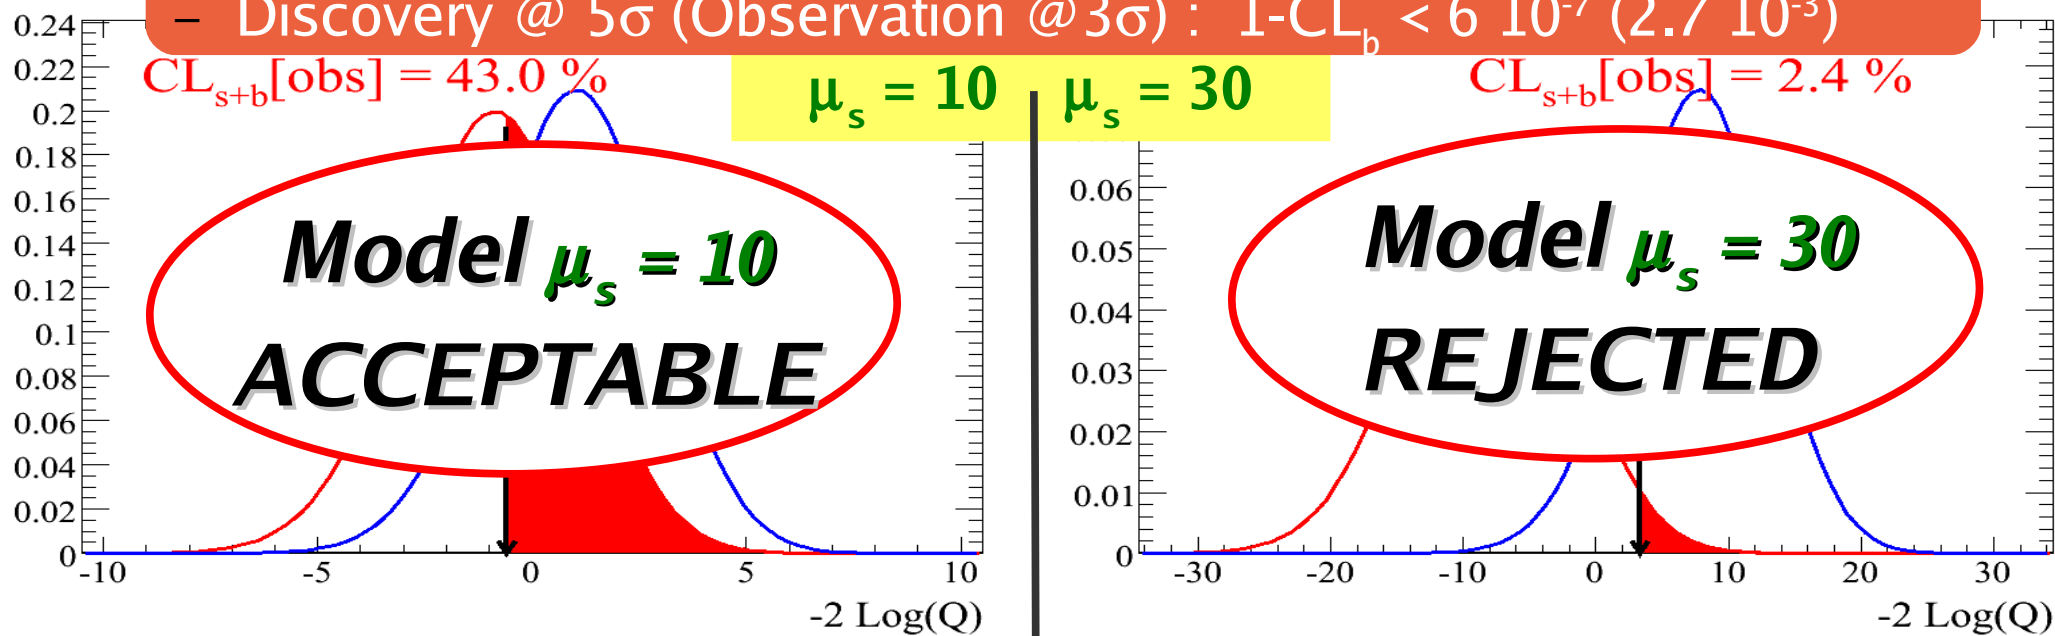 – Discovery @ 5σ (Observation @3σ) : 1-CL_b < 6 10^-7 (2.7 10^-3)
CL_s+b[obs] = 43.0 %
μ_s = 10
μ_s = 30
CL_s+b[obs] = 2.4 %
0.24
0.22
0.2
0.18
0.16
0.14
0.12
0.1
0.08
0.06
0.04
0.02
0
Model μ_s = 10
ACCEPTABLE
-10 -5 0 5 10
-2 Log(Q)
0.06
0.05
0.04
0.03
0.02
0.01
0
Model μ_s = 30
REJECTED
-30 -20 -10 0 10 20 30
-2 Log(Q)